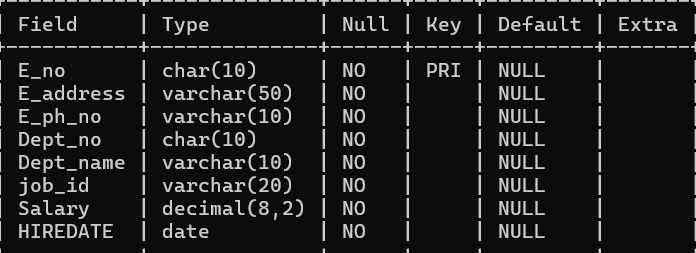 | Field | Type | Null | Key | Default | Extra |
| E_no | char(10) | NO | PRI | NULL | |
| E_address | varchar(50) | NO | | NULL | |
| E_ph_no | varchar(10) | NO | | NULL | |
| Dept_no | char(10) | NO | | NULL | |
| Dept_name | varchar(10) | NO | | NULL | |
| job_id | varchar(20) | NO | | NULL | |
| Salary | decimal(8,2) | NO | | NULL | |
| HIREDATE | date | NO | | NULL | |